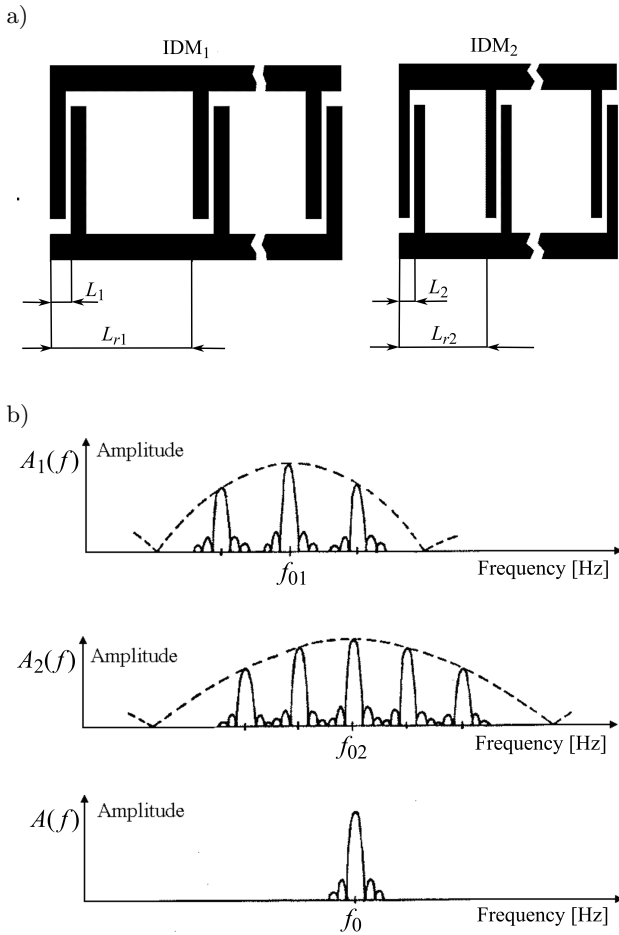 a)
IDM₁ IDM₂
L₁ L₂
Lᵣ₁ Lᵣ₂
b)
A₁(f) Amplitude
f₀₁ Frequency [Hz]
A₂(f) Amplitude
f₀₂ Frequency [Hz]
A(f) Amplitude
f₀ Frequency [Hz]